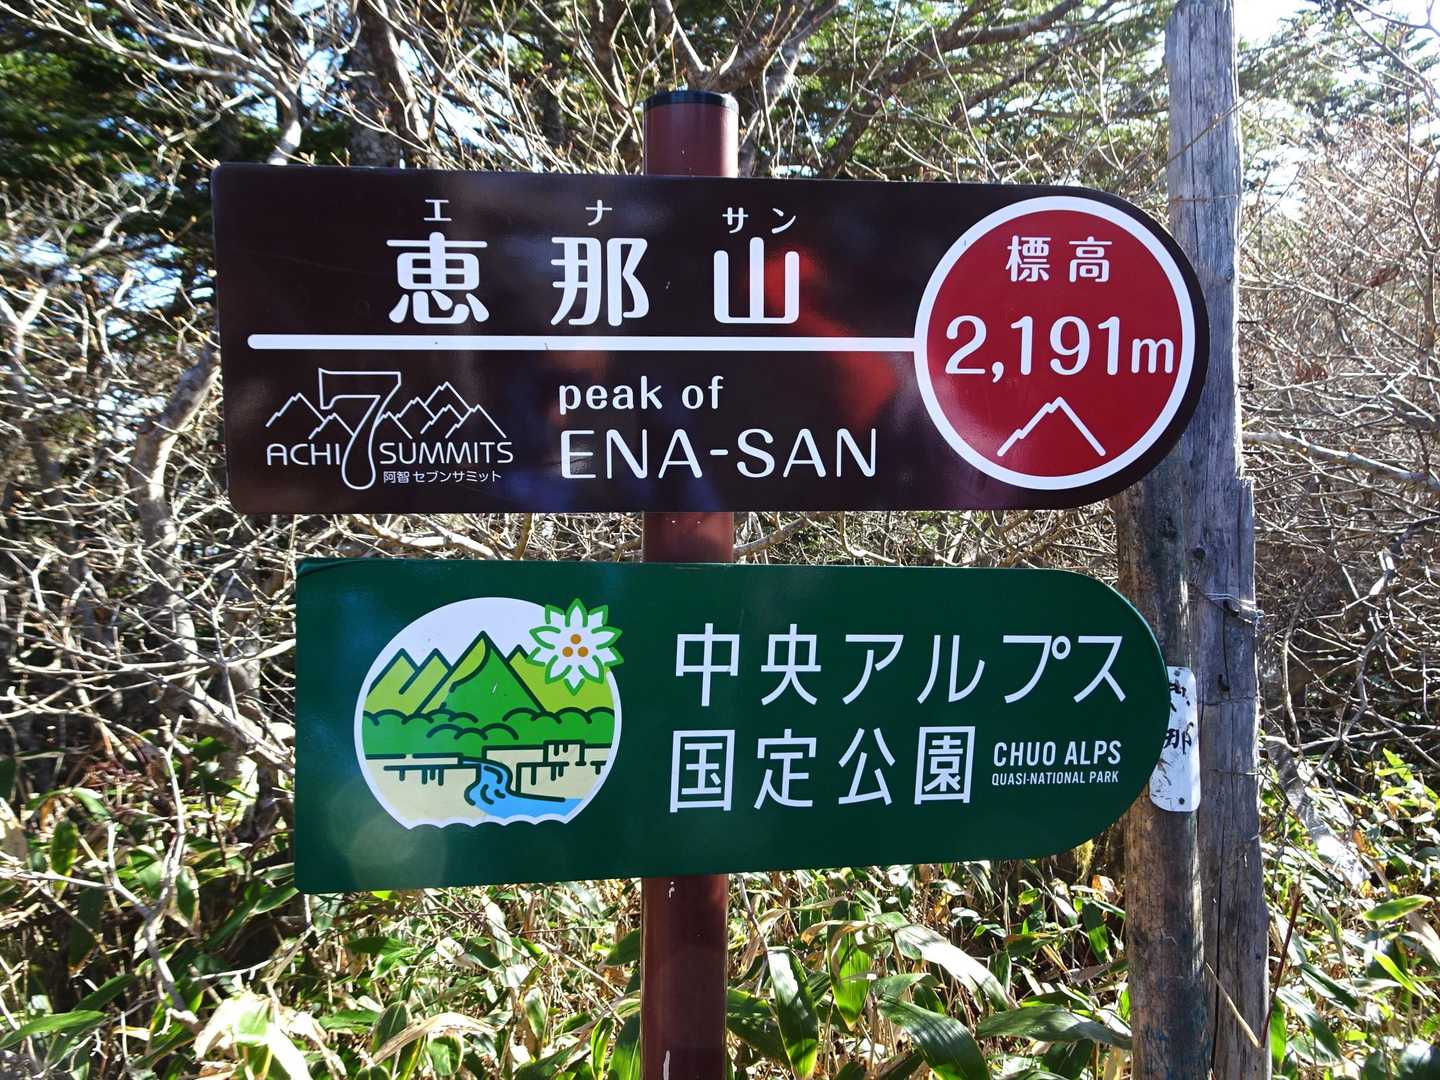 エナサン
恵那山
標高
2,191m
peak of
ENA-SAN
ACHI 7 SUMMITS
阿智セブンサミット
中央アルプス
国定公園
CHUO ALPS
QUASI-NATIONAL PARK
那